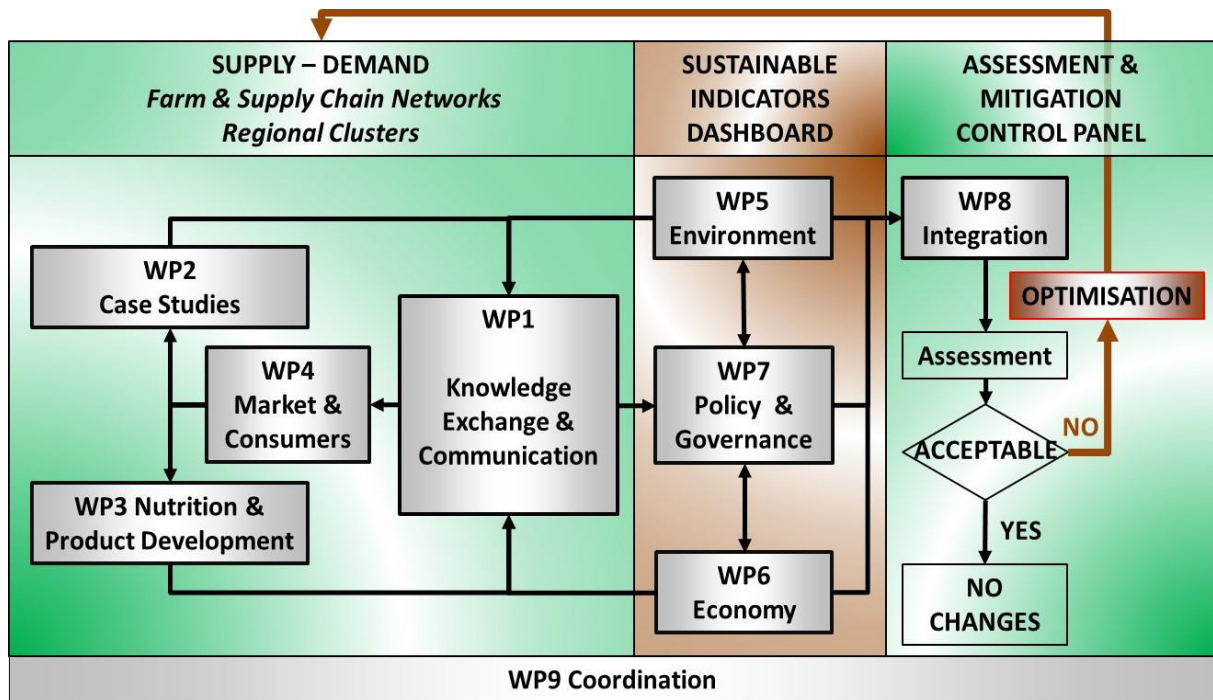 SUPPLY – DEMAND
Farm & Supply Chain Networks
Regional Clusters
SUSTAINABLE
INDICATORS
DASHBOARD
ASSESSMENT &
MITIGATION
CONTROL PANEL
WP2
Case Studies
WP4
Market &
Consumers
WP3 Nutrition &
Product Development
WP1
Knowledge
Exchange &
Communication
WP5
Environment
WP7
Policy &
Governance
WP6
Economy
WP8
Integration
OPTIMISATION
Assessment
ACCEPTABLE
NO
YES
NO
CHANGES
WP9 Coordination